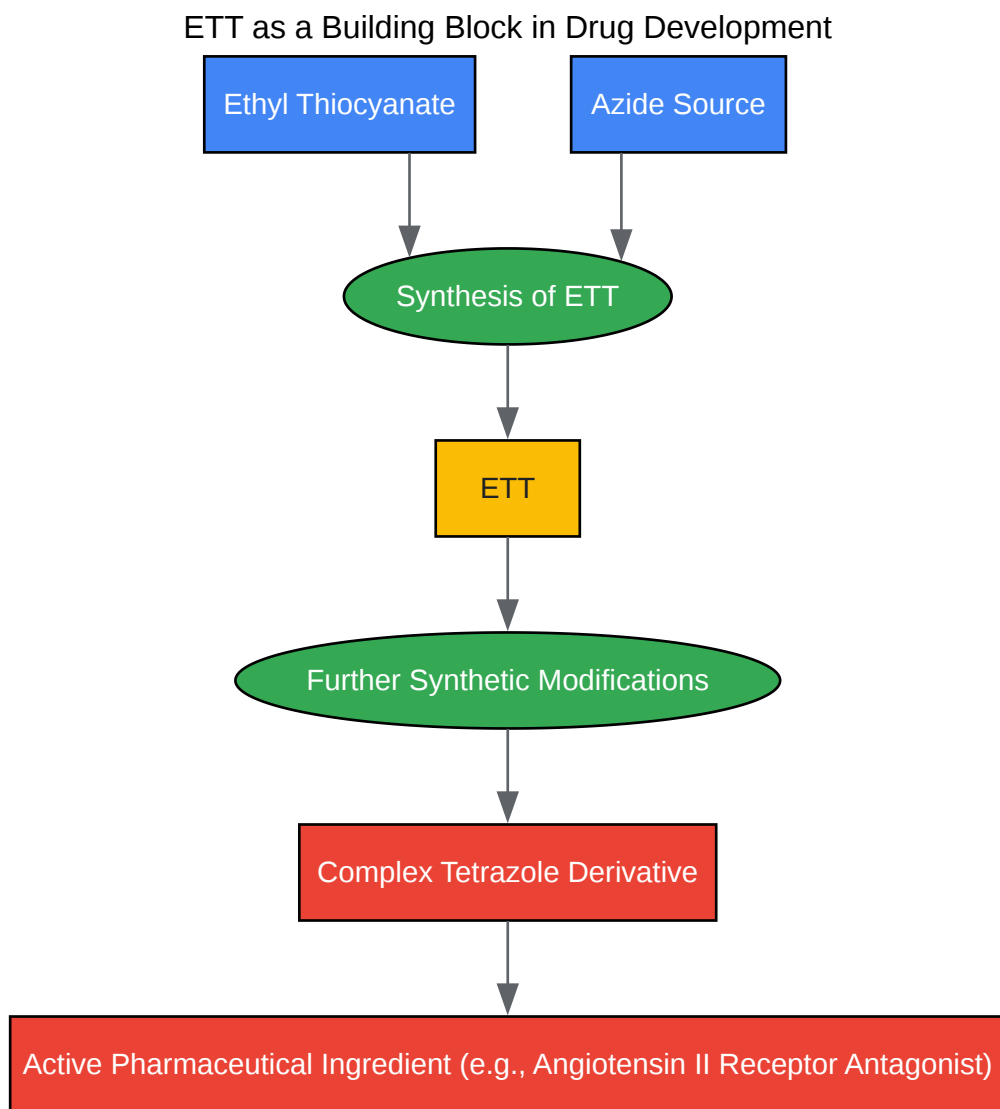 ETT as a Building Block in Drug Development
Ethyl Thiocyanate
Azide Source
Synthesis of ETT
ETT
Further Synthetic Modifications
Complex Tetrazole Derivative
Active Pharmaceutical Ingredient (e.g., Angiotensin II Receptor Antagonist)